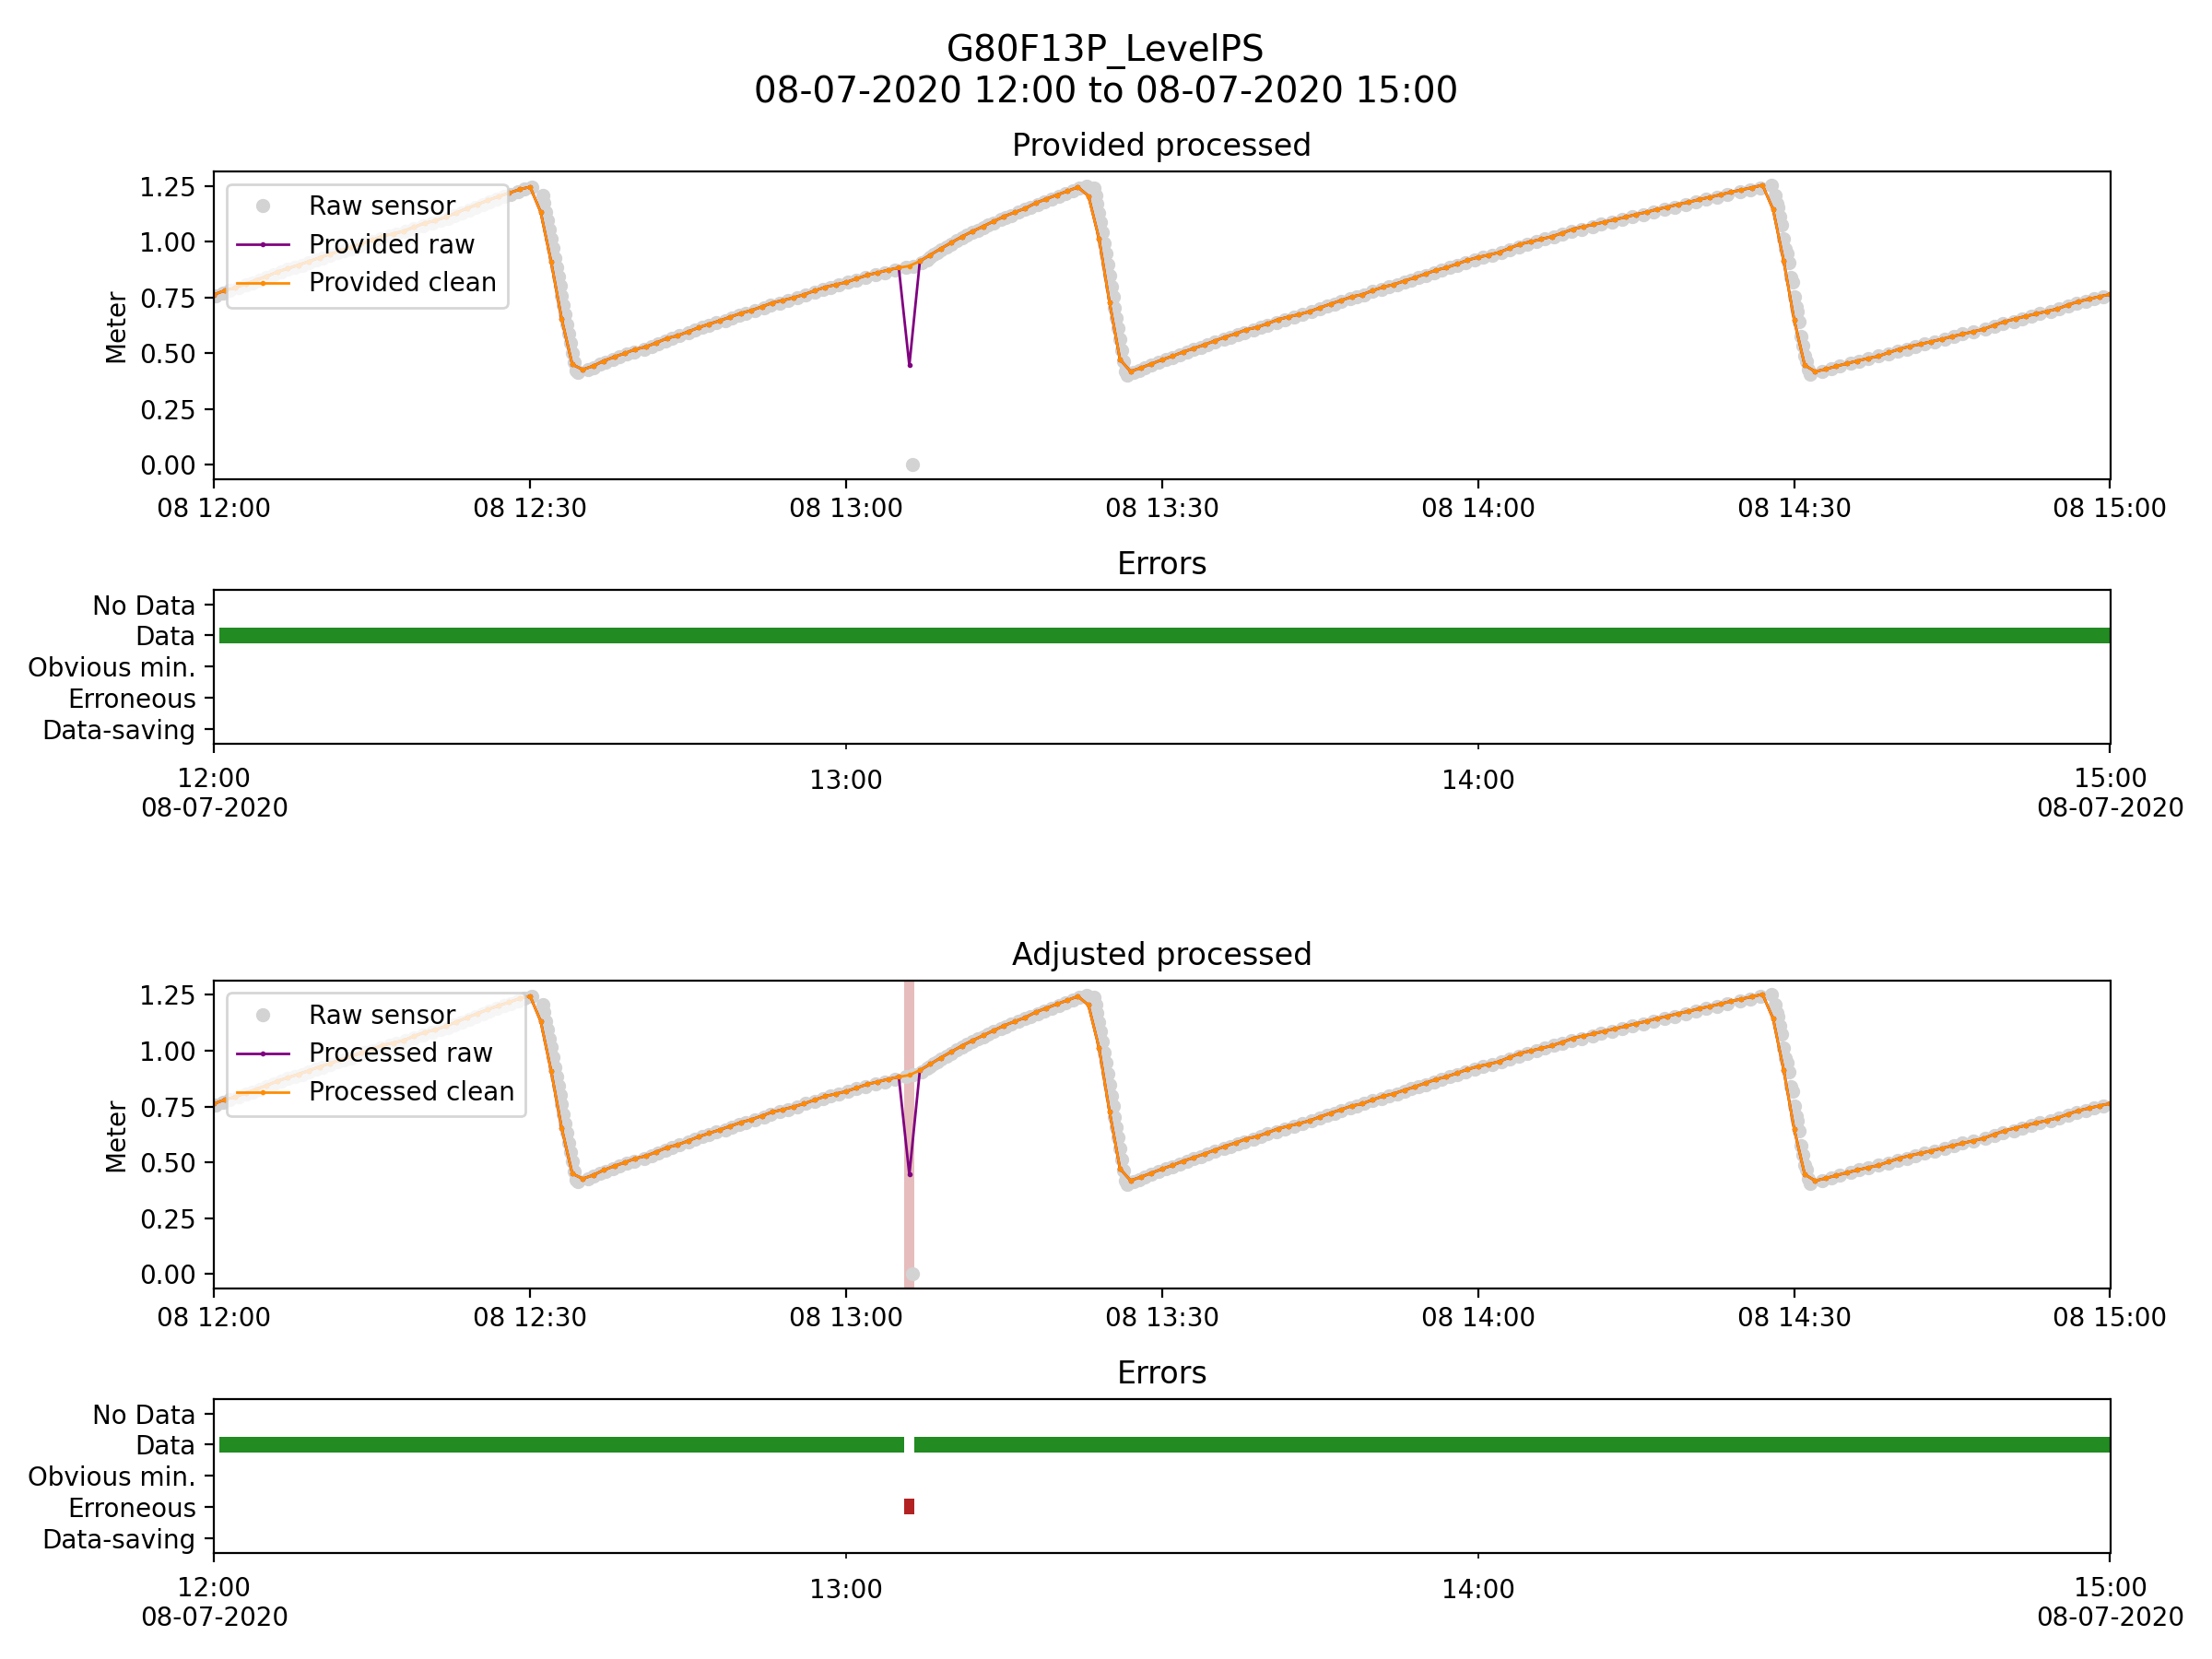 G80F13P_LevelPS
08-07-2020 12:00 to 08-07-2020 15:00
Provided processed
1.25
1.00
0.75
0.50
0.25
0.00
Meter
Raw sensor
Provided raw
Provided clean
08 12:00 08 12:30 08 13:00 08 13:30 08 14:00 08 14:30 08 15:00
Errors
No Data
Data
Obvious min.
Erroneous
Data-saving
12:00 13:00 14:00 15:00
08-07-2020 08-07-2020
Adjusted processed
1.25
1.00
0.75
0.50
0.25
0.00
Meter
Raw sensor
Processed raw
Processed clean
08 12:00 08 12:30 08 13:00 08 13:30 08 14:00 08 14:30 08 15:00
Errors
No Data
Data
Obvious min.
Erroneous
Data-saving
12:00 13:00 14:00 15:00
08-07-2020 08-07-2020